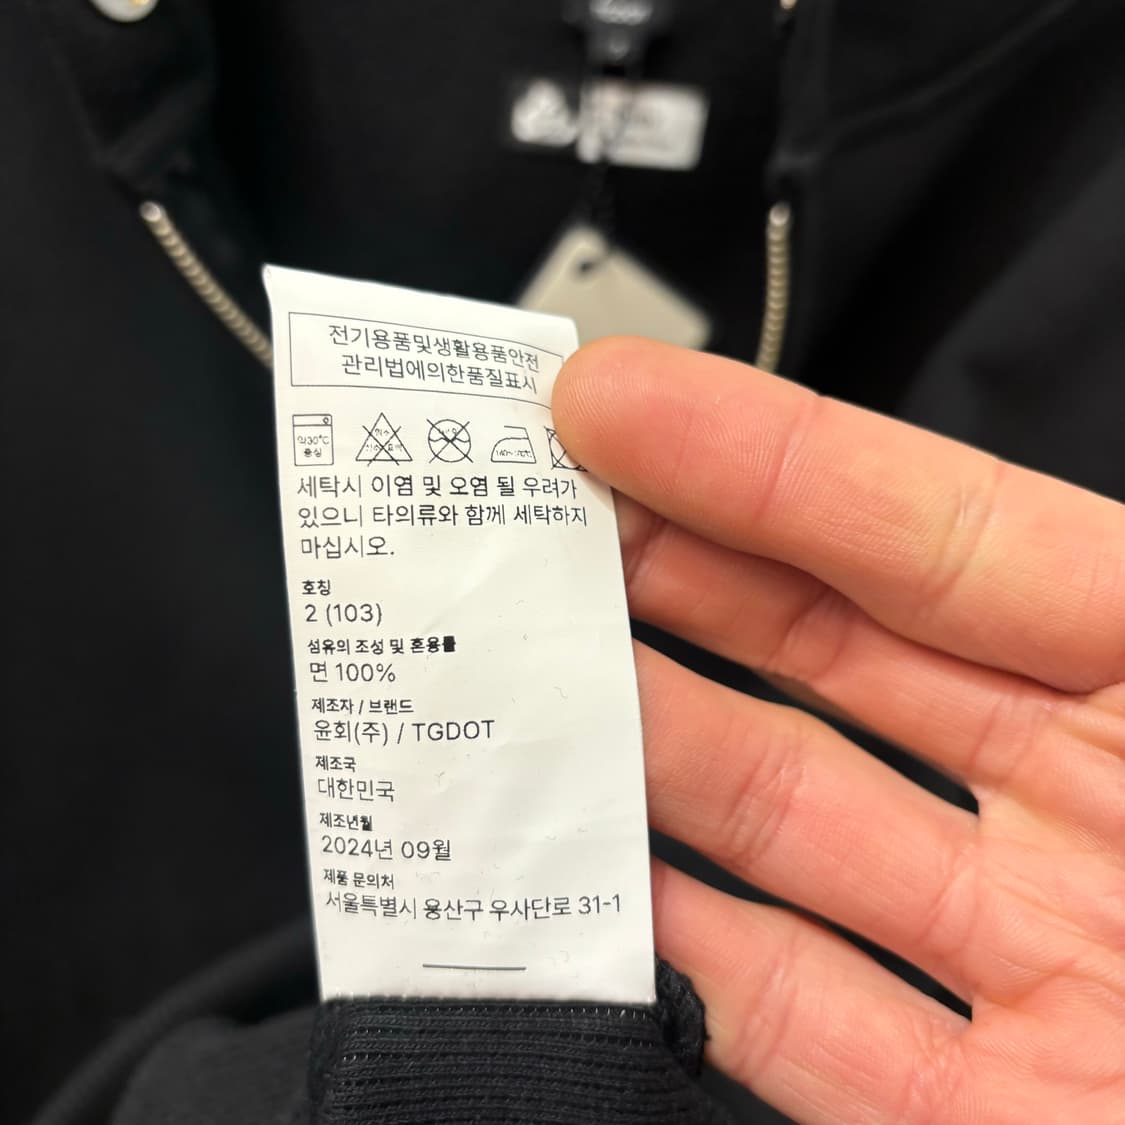 전기용품및생활용품안전
관리법에의한품질표시
약30℃
중성
세탁시 이염 및 오염 될 우려가
있으니 타의류와 함께 세탁하지
마십시오.
호칭
2 (103)
섬유의 조성 및 혼용률
면 100%
제조자 / 브랜드
윤회(주) / TGDOT
제조국
대한민국
제조년월
2024년 09월
제품 문의처
서울특별시 용산구 우사단로 31-1